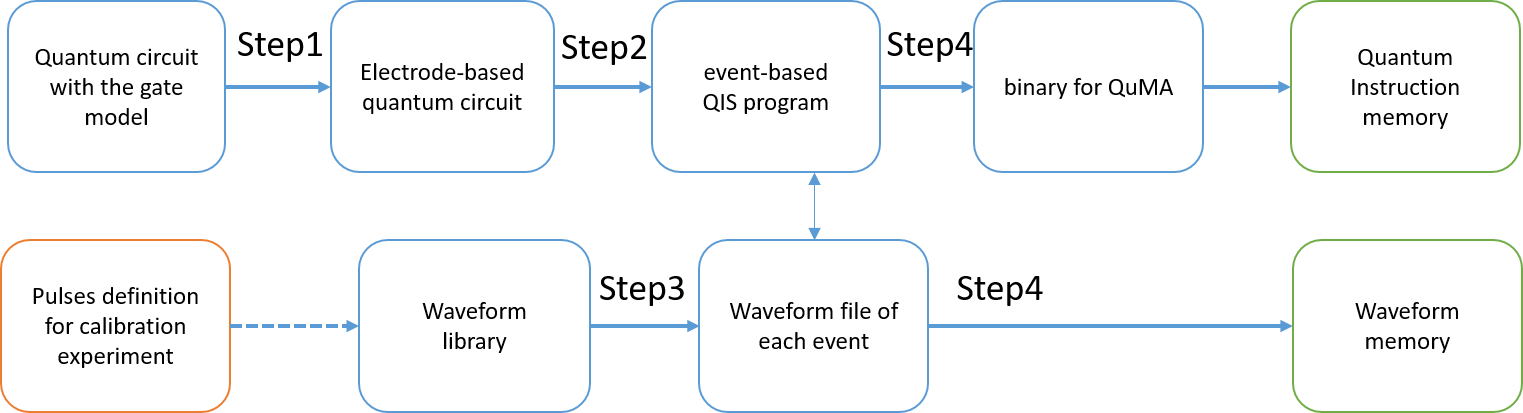 Quantum circuit
with the gate
model
Step1
Electrode-based
quantum circuit
Step2
event-based
QIS program
Step4
binary for QuMA
Quantum
Instruction
memory
Pulses definition
for calibration
experiment
Waveform
library
Step3
Waveform file of
each event
Step4
Waveform
memory